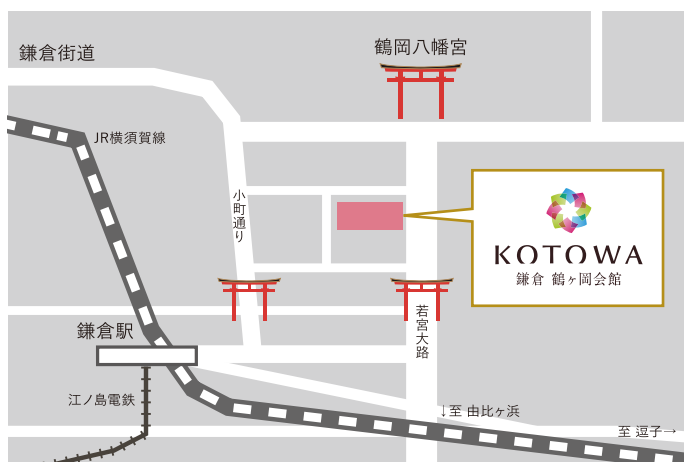 鎌倉街道
鶴岡八幡宮
JR横須賀線
小町通り
KOTOWA
鎌倉 鶴ヶ岡会館
若宮大路
鎌倉駅
江ノ島電鉄
↓至 由比ヶ浜
至 逗子→